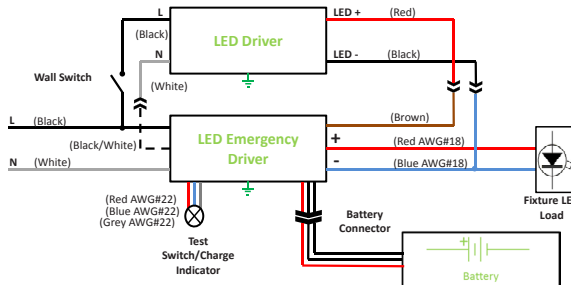 L
LED +
(Red)
(Black)
LED Driver
N
LED -
(Black)
Wall Switch
(White)
L
(Black)
(Brown)
LED Emergency
Driver
+
(Red AWG#18)
(Black/White)
N
(White)
-
(Blue AWG#18)
(Red AWG#22)
(Blue AWG#22)
(Grey AWG#22)
Fixture LE
Load
Battery
Connector
Test
Switch/Charge
Indicator
+
Battery